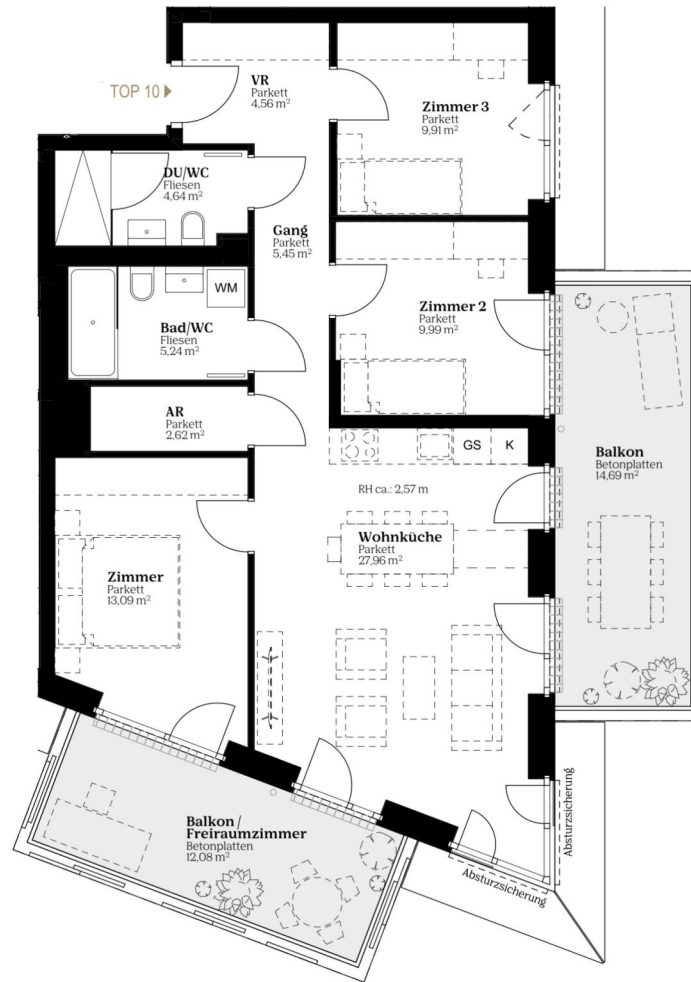 TOP 10
VR
Parkett
4,56 m²
Zimmer 3
Parkett
9,91 m²
DU/WC
Fliesen
4,64 m²
Gang
Parkett
5,45 m²
WM
Bad/WC
Fliesen
5,24 m²
Zimmer 2
Parkett
9,99 m²
AR
Parkett
2,62 m²
GS
K
RH ca.: 2,57 m
Balkon
Betonplatten
14,69 m²
Wohnküche
Parkett
27,96 m²
Zimmer
Parkett
13,09 m²
Balkon/
Freiraumzimmer
Betonplatten
12,08 m²
Absturzsicherung
Absturzsicherung